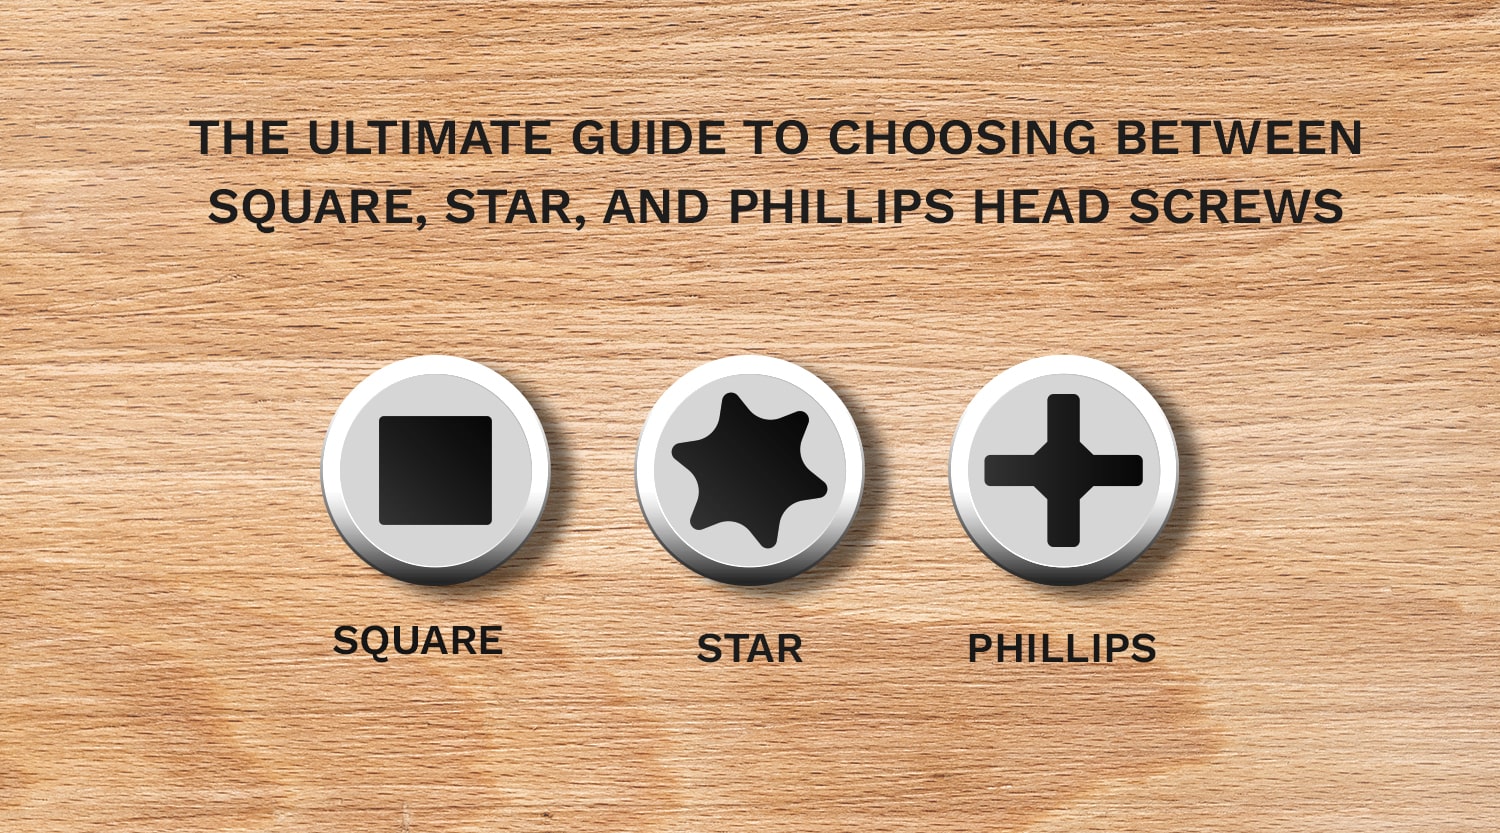 THE ULTIMATE GUIDE TO CHOOSING BETWEEN
SQUARE, STAR, AND PHILLIPS HEAD SCREWS
SQUARE
STAR
PHILLIPS